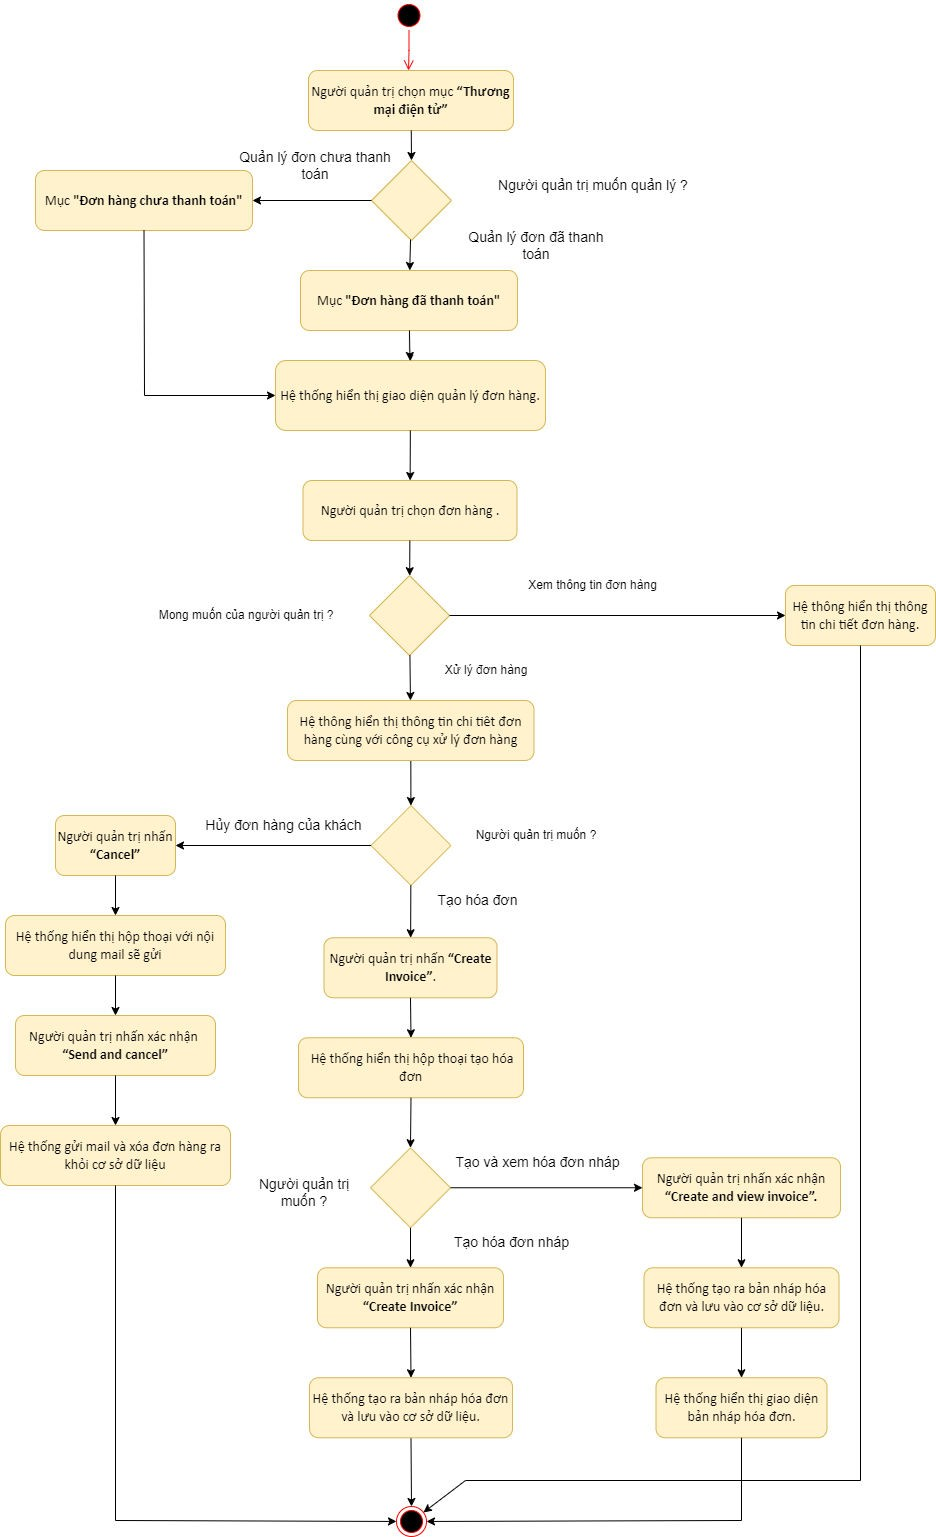 Người quản trị chọn mục “Thương
mại điện tử”
Quản lý đơn chưa thanh
toán
Người quản trị muốn quản lý ?
Mục "Đơn hàng chưa thanh toán"
Quản lý đơn đã thanh
toán
Mục "Đơn hàng đã thanh toán"
Hệ thống hiển thị giao diện quản lý đơn hàng.
Người quản trị chọn đơn hàng .
Mong muốn của người quản trị ?
Xem thông tin đơn hàng
Hệ thông hiển thị thông
tin chi tiết đơn hàng.
Xử lý đơn hàng
Hệ thông hiển thị thông tin chi tiêt đơn
hàng cùng với công cụ xử lý đơn hàng
Hủy đơn hàng của khách
Người quản trị muốn ?
Người quản trị nhấn
“Cancel”
Tạo hóa đơn
Hệ thống hiển thị hộp thoại với nội
dung mail sẽ gửi
Người quản trị nhấn “Create
Invoice”.
Người quản trị nhấn xác nhận
“Send and cancel”
Hệ thống hiển thị hộp thoại tạo hóa
đơn
Hệ thống gửi mail và xóa đơn hàng ra
khỏi cơ sở dữ liệu
Người quản trị
muốn ?
Tạo và xem hóa đơn nháp
Người quản trị nhấn xác nhận
“Create and view invoice”.
Tạo hóa đơn nháp
Người quản trị nhấn xác nhận
“Create Invoice”
Hệ thống tạo ra bản nháp hóa
đơn và lưu vào cơ sở dữ liệu.
Hệ thống tạo ra bản nháp hóa đơn
và lưu vào cơ sở dữ liệu.
Hệ thống hiển thị giao diện
bản nháp hóa đơn.